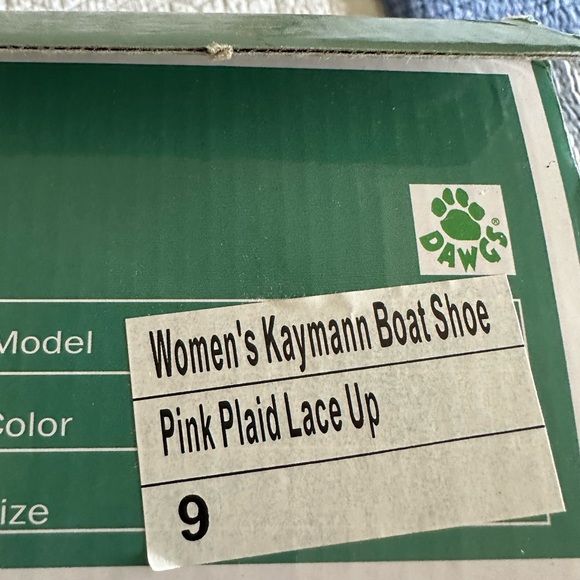 DAWGS®
Model
Women's Kaymann Boat Shoe
Color
Pink Plaid Lace Up
ize
9